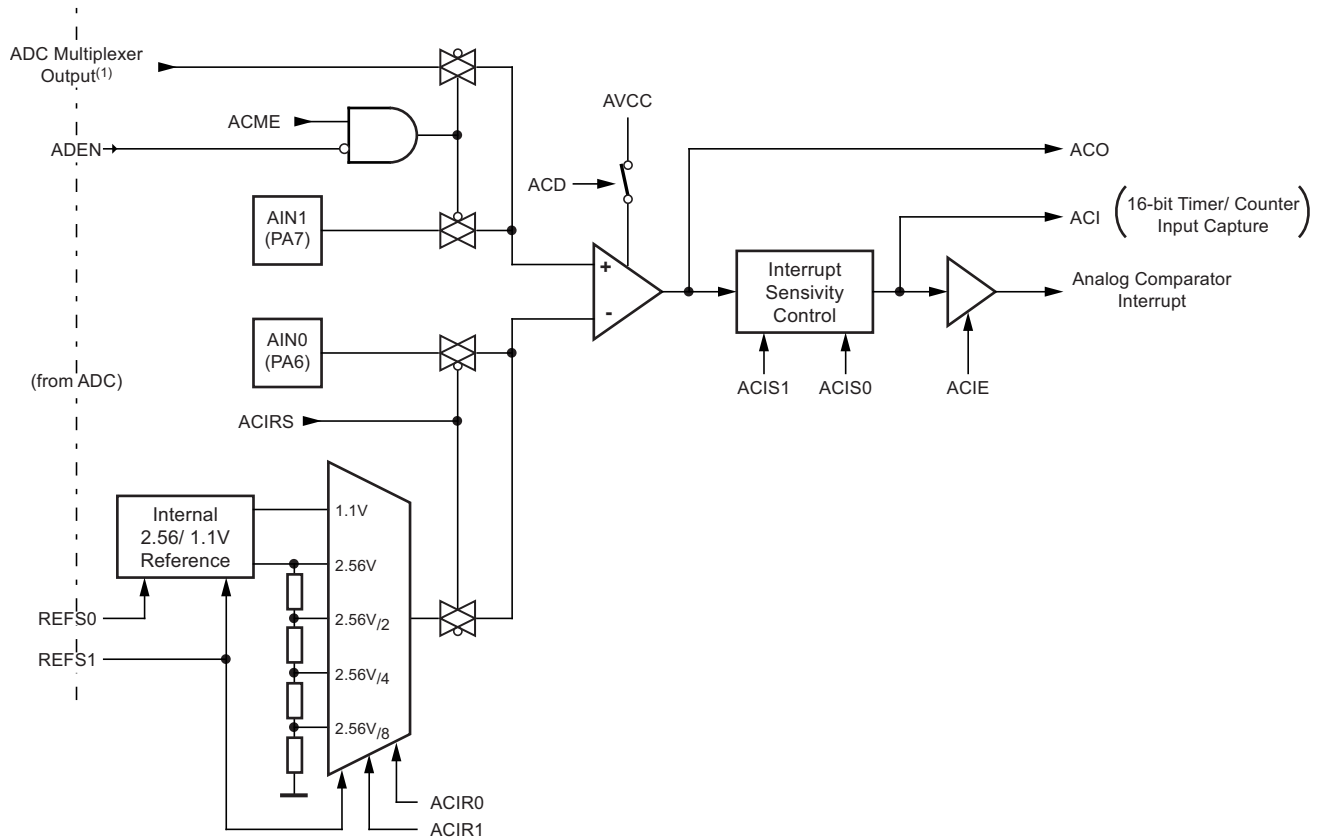 ADC Multiplexer
Output(1)
ACME
ADEN
AVCC
ACD
ACO
ACI
16-bit Timer/ Counter
Input Capture
AIN1
(PA7)
+
-
Interrupt
Sensivity
Control
Analog Comparator
Interrupt
AIN0
(PA6)
ACIS1
ACIS0
ACIE
(from ADC)
ACIRS
Internal
2.56/ 1.1V
Reference
1.1V
2.56V
2.56V/2
2.56V/4
2.56V/8
REFS0
REFS1
ACIR0
ACIR1